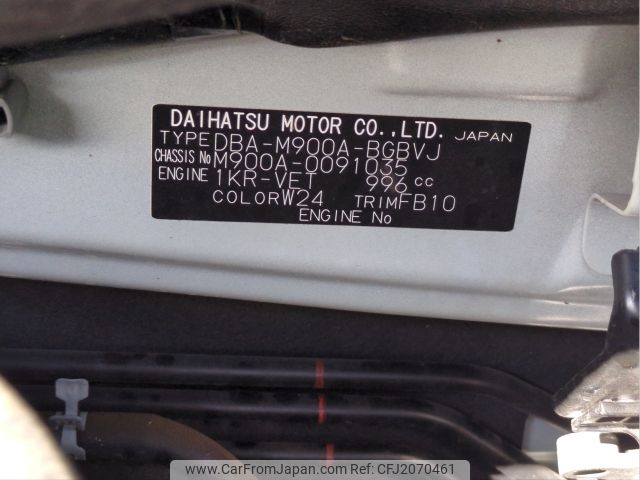 DAIHATSU MOTOR CO.,LTD. JAPAN
TYPE DBA-M900A-BGBVJ
CHASSIS No M900A-0091035
ENGINE 1KR-VET 996 cc
COLOR W24 TRIM FB10
ENGINE No
www.CarFromJapan.com | Ref: CFJ2070461